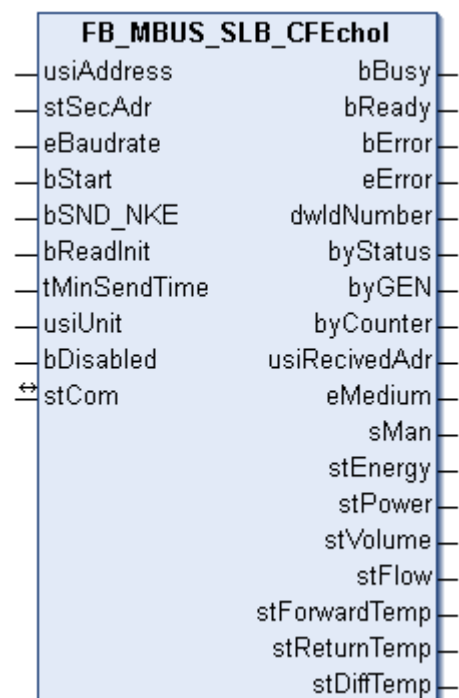 FB_MBUS_SLB_CFEchoI
usiAddress bBusy
stSecAdr bReady
eBaudrate bError
bStart eError
bSND_NKE dwIdNumber
bReadInit byStatus
tMinSendTime byGEN
usiUnit byCounter
bDisabled usiRecivedAdr
stCom eMedium
sMan
stEnergy
stPower
stVolume
stFlow
stForwardTemp
stReturnTemp
stDiffTemp